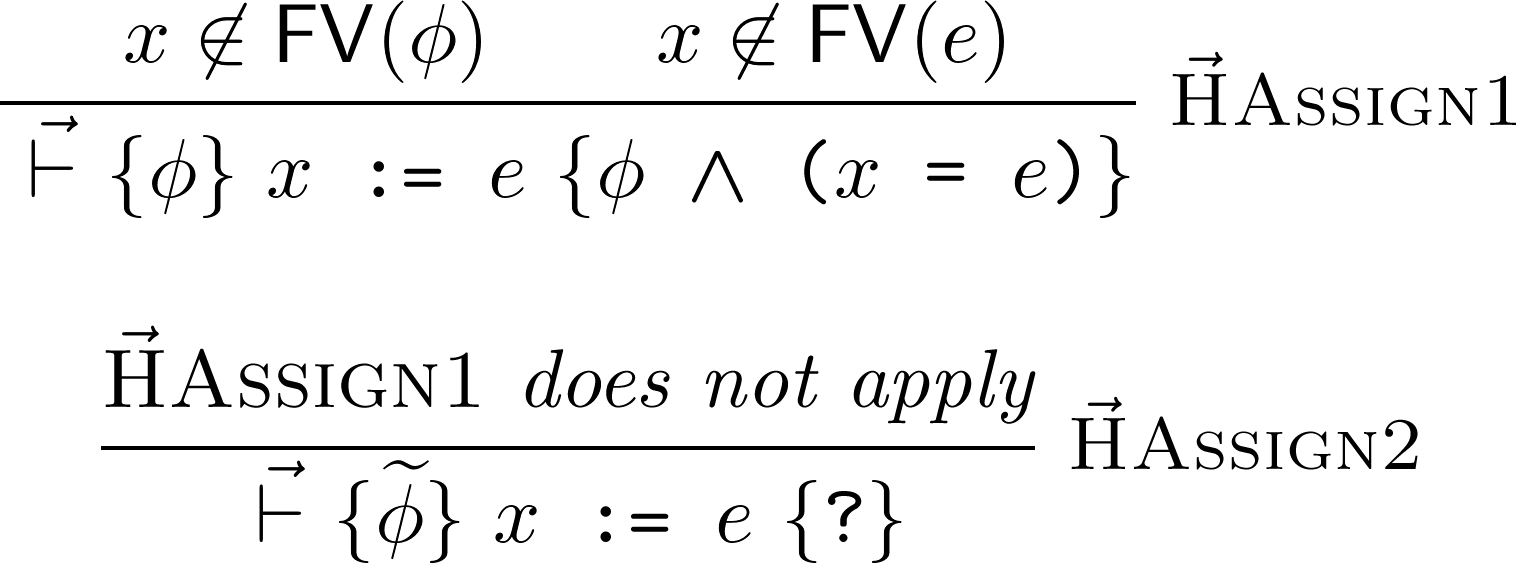 x ∉ FV(ϕ) x ∉ FV(e)
H⃗Assign1
⊢⃗ {ϕ} x := e {ϕ ∧ (x = e)}
H⃗Assign1 does not apply
H⃗Assign2
⊢⃗ {ϕ̃} x := e {?}